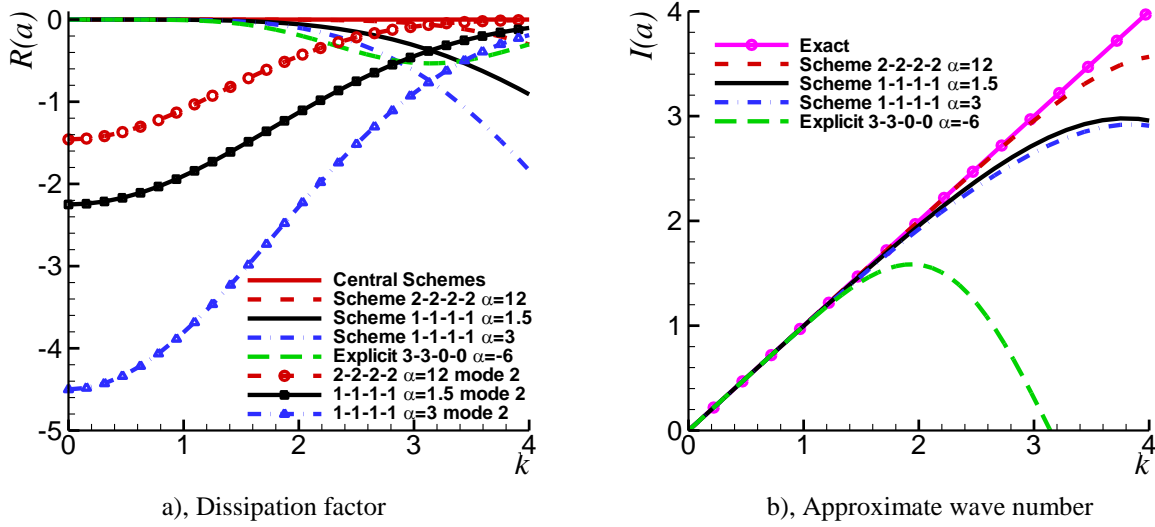 R(a)
0
-1
-2
-3
-4
-5
0
1
2
3
4
k
Central Schemes
Scheme 2-2-2-2 α=12
Scheme 1-1-1-1 α=1.5
Scheme 1-1-1-1 α=3
Explicit 3-3-0-0 α=-6
2-2-2-2 α=12 mode 2
1-1-1-1 α=1.5 mode 2
1-1-1-1 α=3 mode 2
a), Dissipation factor
I(a)
4
3
2
1
0
0
1
2
3
4
k
Exact
Scheme 2-2-2-2 α=12
Scheme 1-1-1-1 α=1.5
Scheme 1-1-1-1 α=3
Explicit 3-3-0-0 α=-6
b), Approximate wave number